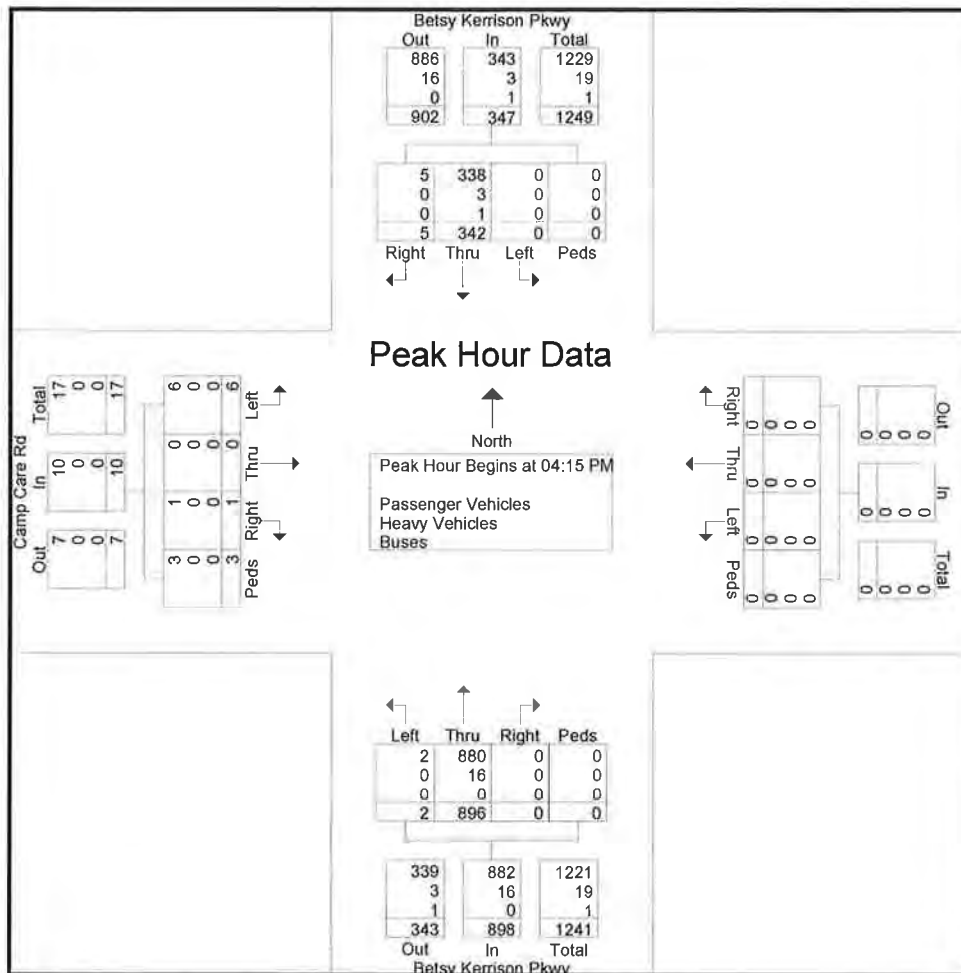 Betsy Kerrison Pkwy
Out In Total
886 343 1229
16 3 19
0 1 1
902 347 1249
5 338 0 0
0 3 0 0
0 1 0 0
5 342 0 0
Right Thru Left Peds
Peak Hour Data
North
Peak Hour Begins at 04:15 PM
Passenger Vehicles
Heavy Vehicles
Buses
Camp Care Rd
Out In Total
7 10 17
0 0 0
0 0 0
7 10 17
3 1 0 6
0 0 0 0
0 0 0 0
3 1 0 6
Peds Right Thru Left
Right Thru Left Peds
0 0 0 0
0 0 0 0
0 0 0 0
0 0 0 0
Out In Total
0 0 0
0 0 0
0 0 0
0 0 0
Left Thru Right Peds
2 880 0 0
0 16 0 0
0 0 0 0
2 896 0 0
339 882 1221
3 16 19
1 0 1
343 898 1241
Out In Total
Betsy Kerrison Pkwy